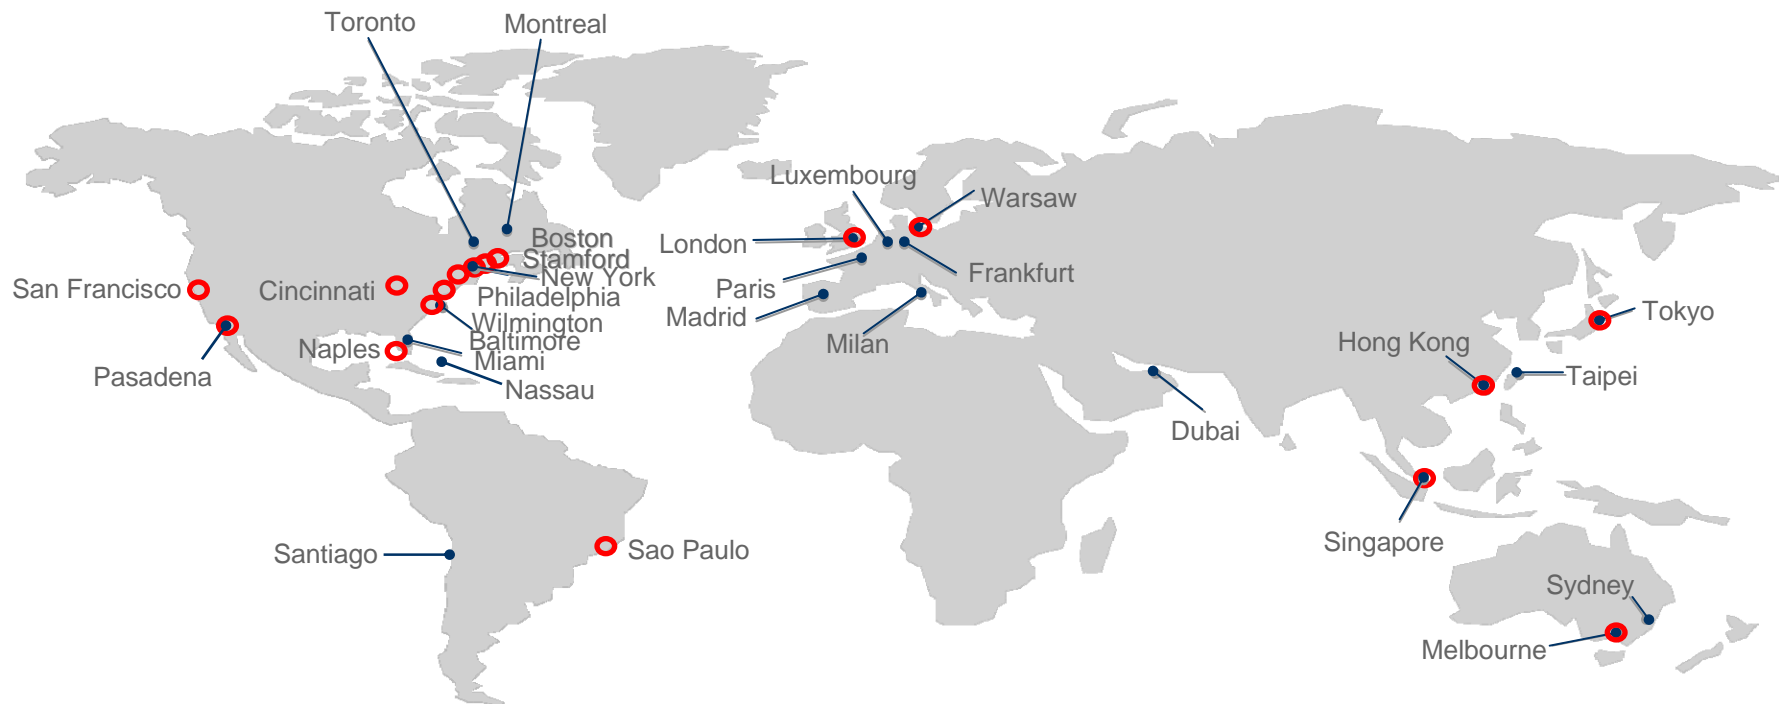 Toronto
Montreal
Luxembourg
Warsaw
Boston
London
Stamford
New York
Frankfurt
San Francisco
Cincinnati
Paris
Philadelphia
Madrid
Tokyo
Wilmington
Baltimore
Milan
Hong Kong
Naples
Miami
Pasadena
Nassau
Taipei
Dubai
Singapore
Santiago
Sao Paulo
Sydney
Melbourne